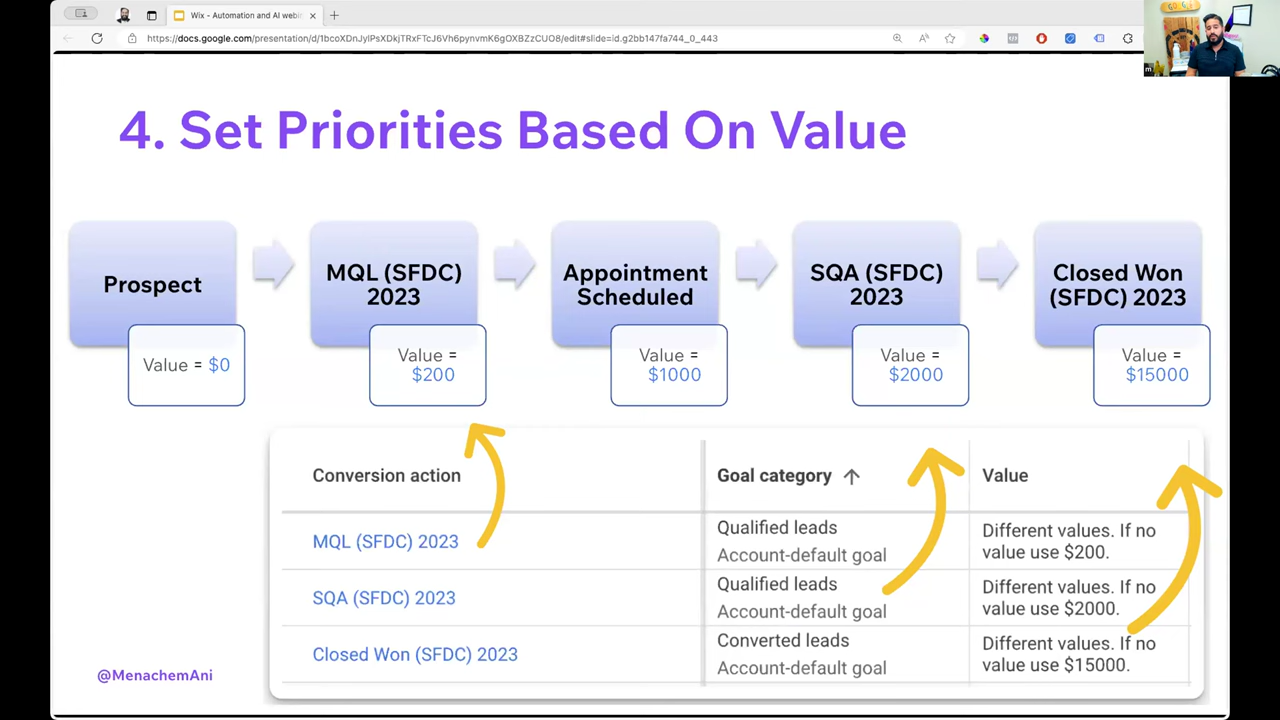 Wix - Automation and AI webin
https://docs.google.com/presentation/d/1bcoXDnJylPsXDkjTRxFTcJ6Vh6pynvmK6gOXBZzCUO8/edit#slide=id.g2bb147fa744_0_443
4. Set Priorities Based On Value
Prospect
Value = $0
MQL (SFDC)
2023
Value =
$200
Appointment
Scheduled
Value =
$1000
SQA (SFDC)
2023
Value =
$2000
Closed Won
(SFDC) 2023
Value =
$15000
Conversion action
Goal category
Value
MQL (SFDC) 2023
Qualified leads
Account-default goal
Different values. If no
value use $200.
SQA (SFDC) 2023
Qualified leads
Account-default goal
Different values. If no
value use $2000.
Closed Won (SFDC) 2023
Converted leads
Account-default goal
Different values. If no
value use $15000.
@MenachemAni